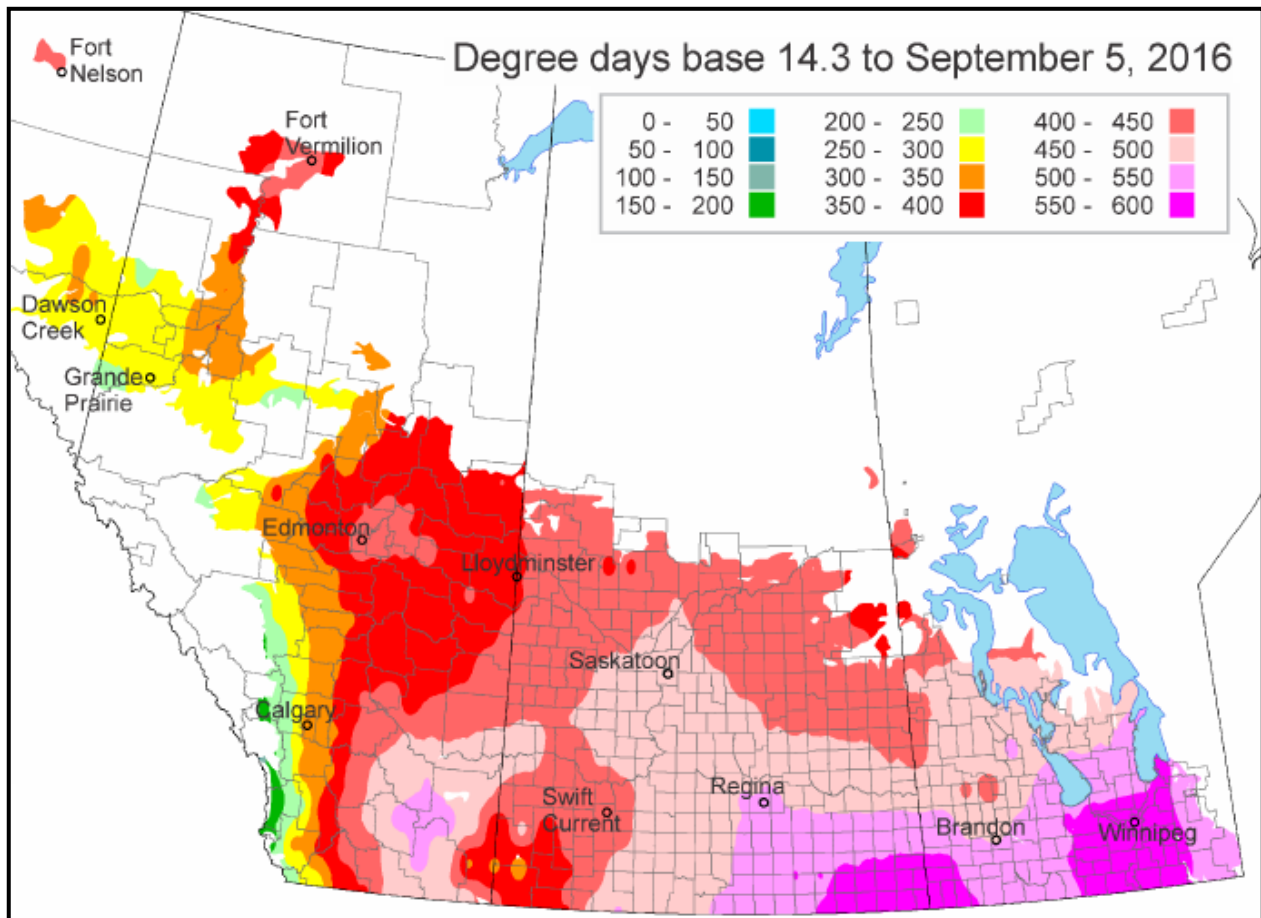 Degree days base 14.3 to September 5, 2016
0 - 50
50 - 100
100 - 150
150 - 200
200 - 250
250 - 300
300 - 350
350 - 400
400 - 450
450 - 500
500 - 550
550 - 600
Fort
Nelson
Fort
Vermilion
Dawson
Creek
Grande
Prairie
Edmonton
Lloydminster
Saskatoon
Calgary
Swift
Current
Regina
Brandon
Winnipeg